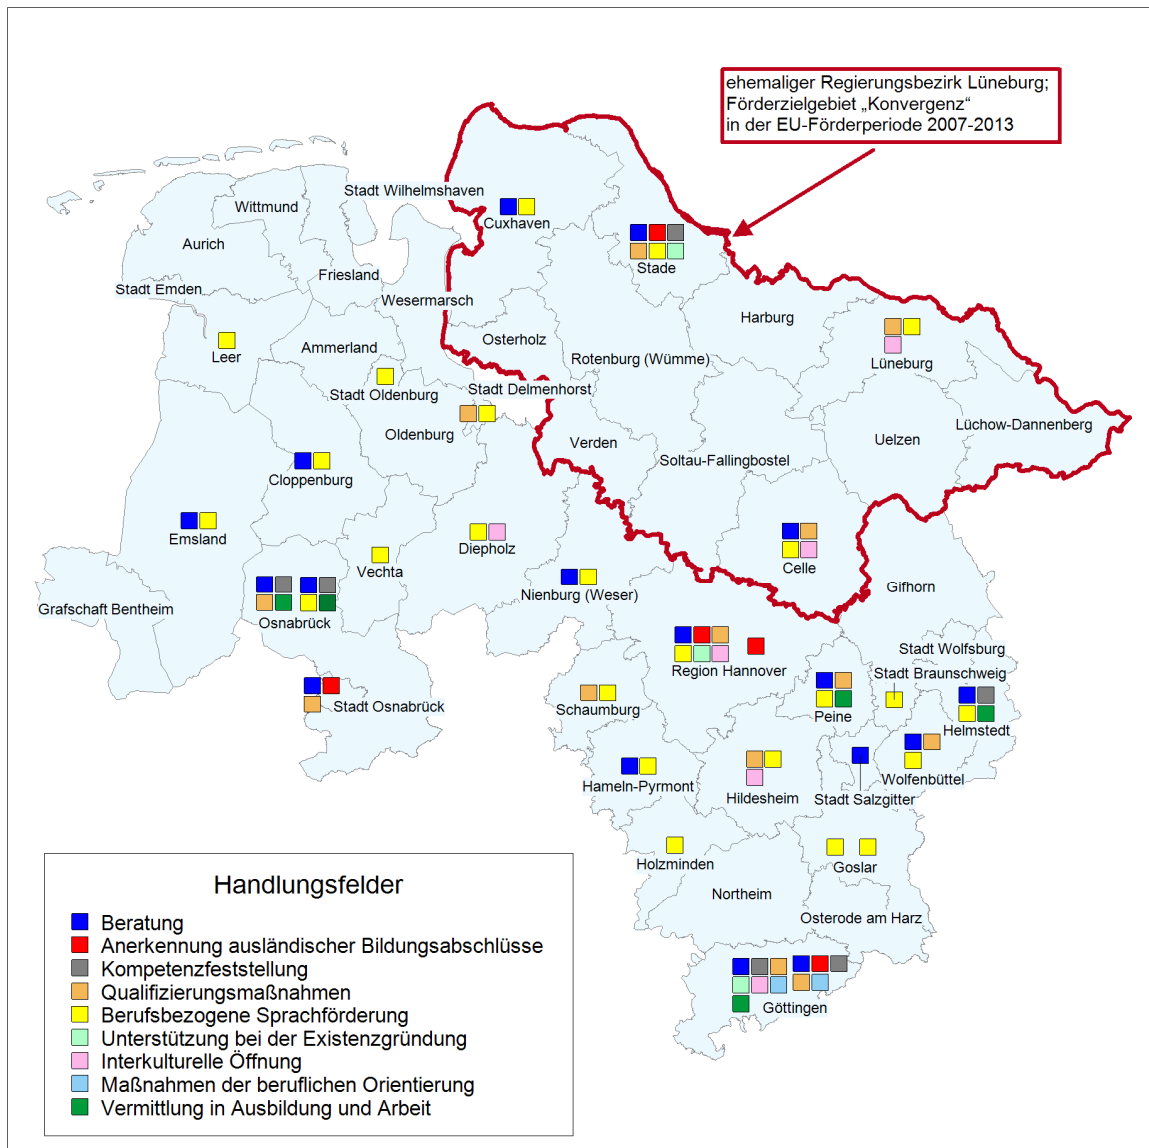 ehemaliger Regierungsbezirk Lüneburg;
Förderzielgebiet „Konvergenz“
in der EU-Förderperiode 2007-2013
Stadt Wilhelmshaven
Wittmund
Cuxhaven
Aurich
Stade
Friesland
Stadt Emden
Wesermarsch
Harburg
Osterholz
Ammerland
Leer
Rotenburg (Wümme)
Lüneburg
Stadt Delmenhorst
Stadt Oldenburg
Lüchow-Dannenberg
Oldenburg
Verden
Uelzen
Soltau-Fallingbostel
Cloppenburg
Emsland
Diepholz
Vechta
Celle
Gifhorn
Nienburg (Weser)
Grafschaft Bentheim
Osnabrück
Stadt Wolfsburg
Region Hannover
Stadt Braunschweig
Stadt Osnabrück
Schaumburg
Peine
Helmstedt
Wolfenbüttel
Hameln-Pyrmont
Hildesheim
Stadt Salzgitter
Holzminden
Goslar
Northeim
Osterode am Harz
Göttingen
Handlungsfelder
Beratung
Anerkennung ausländischer Bildungsabschlüsse
Kompetenzfeststellung
Qualifizierungsmaßnahmen
Berufsbezogene Sprachförderung
Unterstützung bei der Existenzgründung
Interkulturelle Öffnung
Maßnahmen der beruflichen Orientierung
Vermittlung in Ausbildung und Arbeit